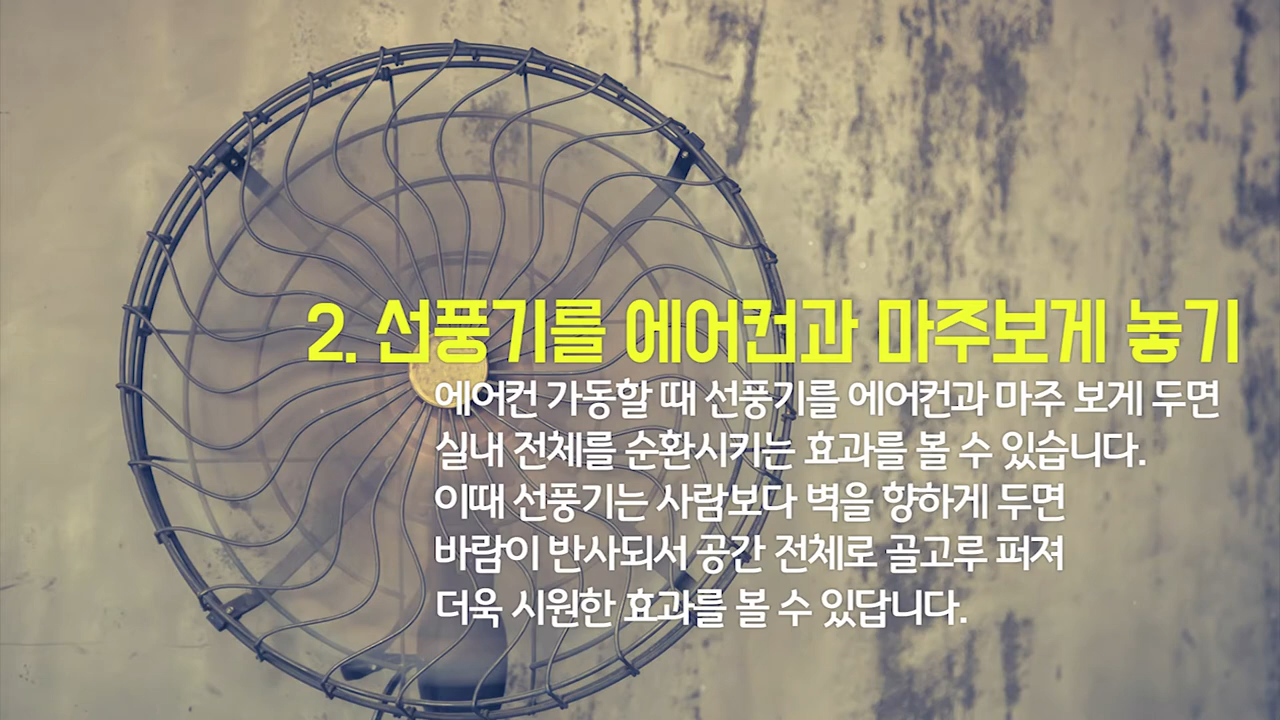 2. 선풍기를 에어컨과 마주보게 놓기
에어컨 가동할 때 선풍기를 에어컨과 마주 보게 두면
실내 전체를 순환시키는 효과를 볼 수 있습니다.
이때 선풍기는 사람보다 벽을 향하게 두면
바람이 반사되서 공간 전체로 골고루 퍼져
더욱 시원한 효과를 볼 수 있답니다.